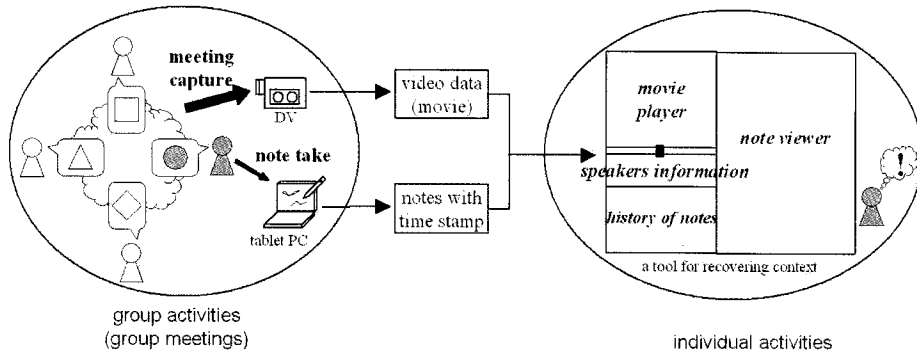 meeting
capture
DV
note take
tablet PC
group activities
(group meetings)
video data
(movie)
notes with
time stamp
movie
player
speakers information
history of notes
note viewer
!
a tool for recovering context
individual activities